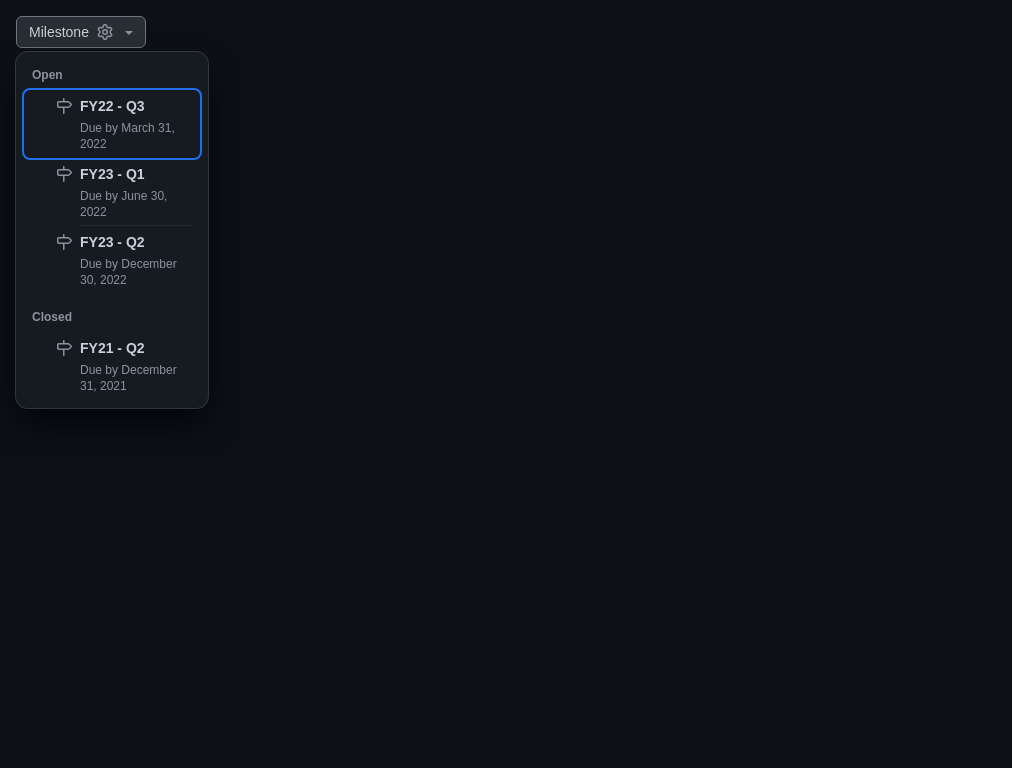 Milestone
Open
FY22 - Q3
Due by March 31,
2022
FY23 - Q1
Due by June 30,
2022
FY23 - Q2
Due by December
30, 2022
Closed
FY21 - Q2
Due by December
31, 2021